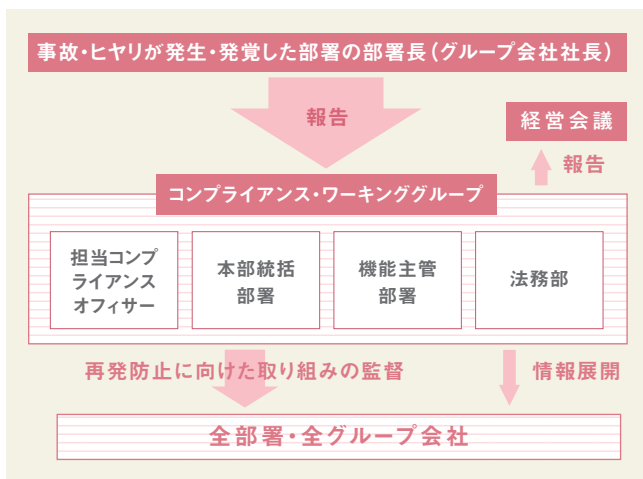 事故・ヒヤリが発生・発覚した部署の部署長（グループ会社社長）
報告
経営会議
報告
コンプライアンス・ワーキンググループ
担当コンプ
ライアンス
オフィサー
本部統括
部署
機能主管
部署
法務部
再発防止に向けた取り組みの監督
情報展開
全部署・全グループ会社